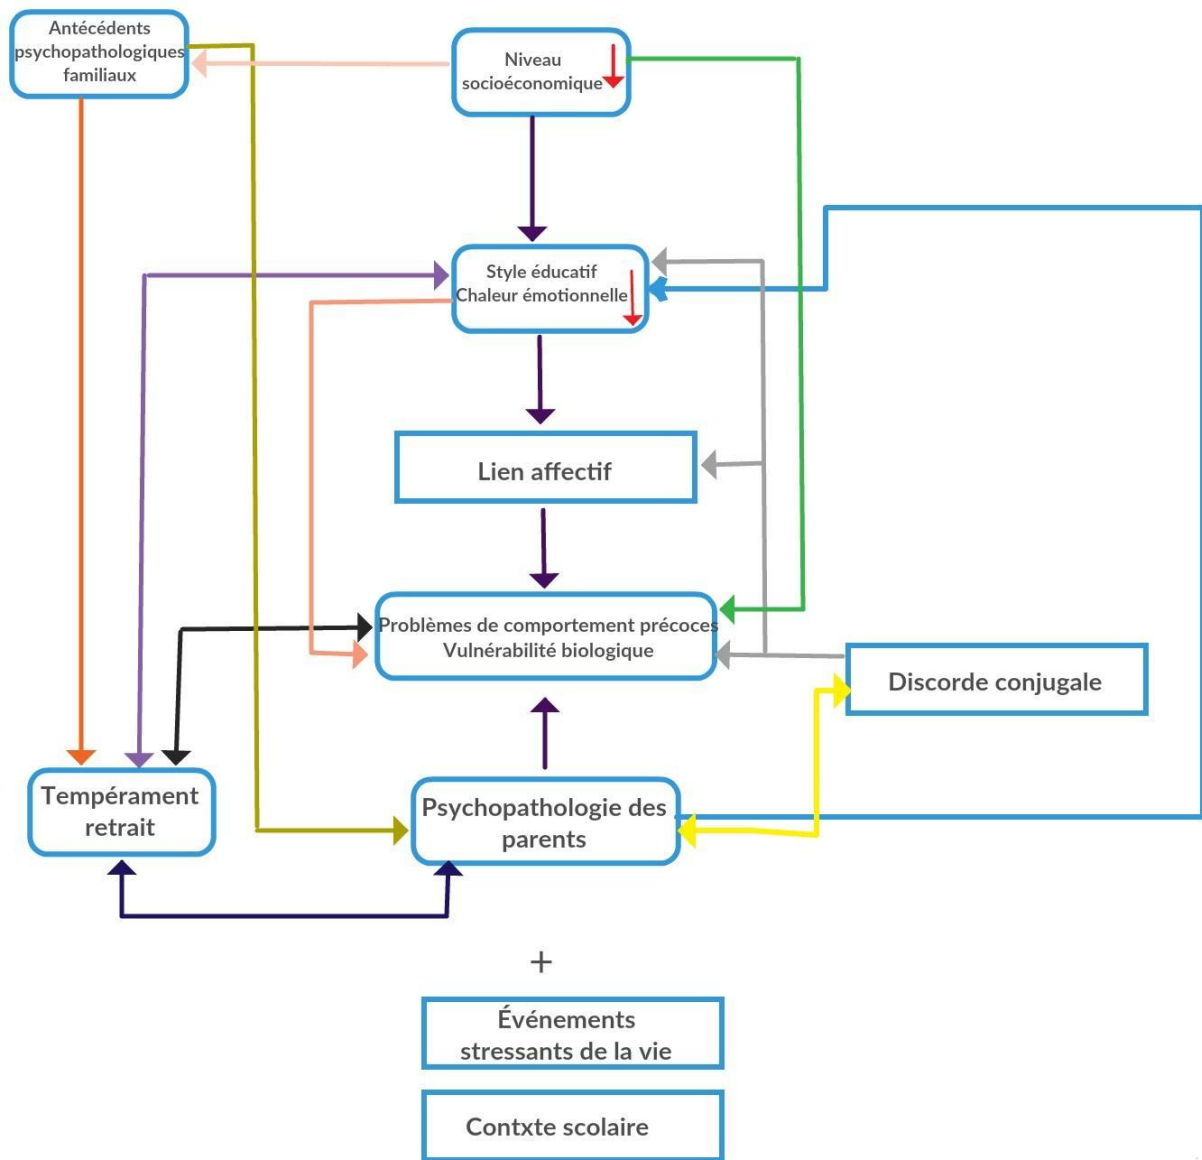 Antécédents
psychopathologiques
familiaux
Niveau
socioéconomique
Style éducatif
Chaleur émotionnelle
Lien affectif
Problèmes de comportement précoces
Vulnérabilité biologique
Discorde conjugale
Tempérament
retrait
Psychopathologie des
parents
+
Événements
stressants de la vie
Contxte scolaire